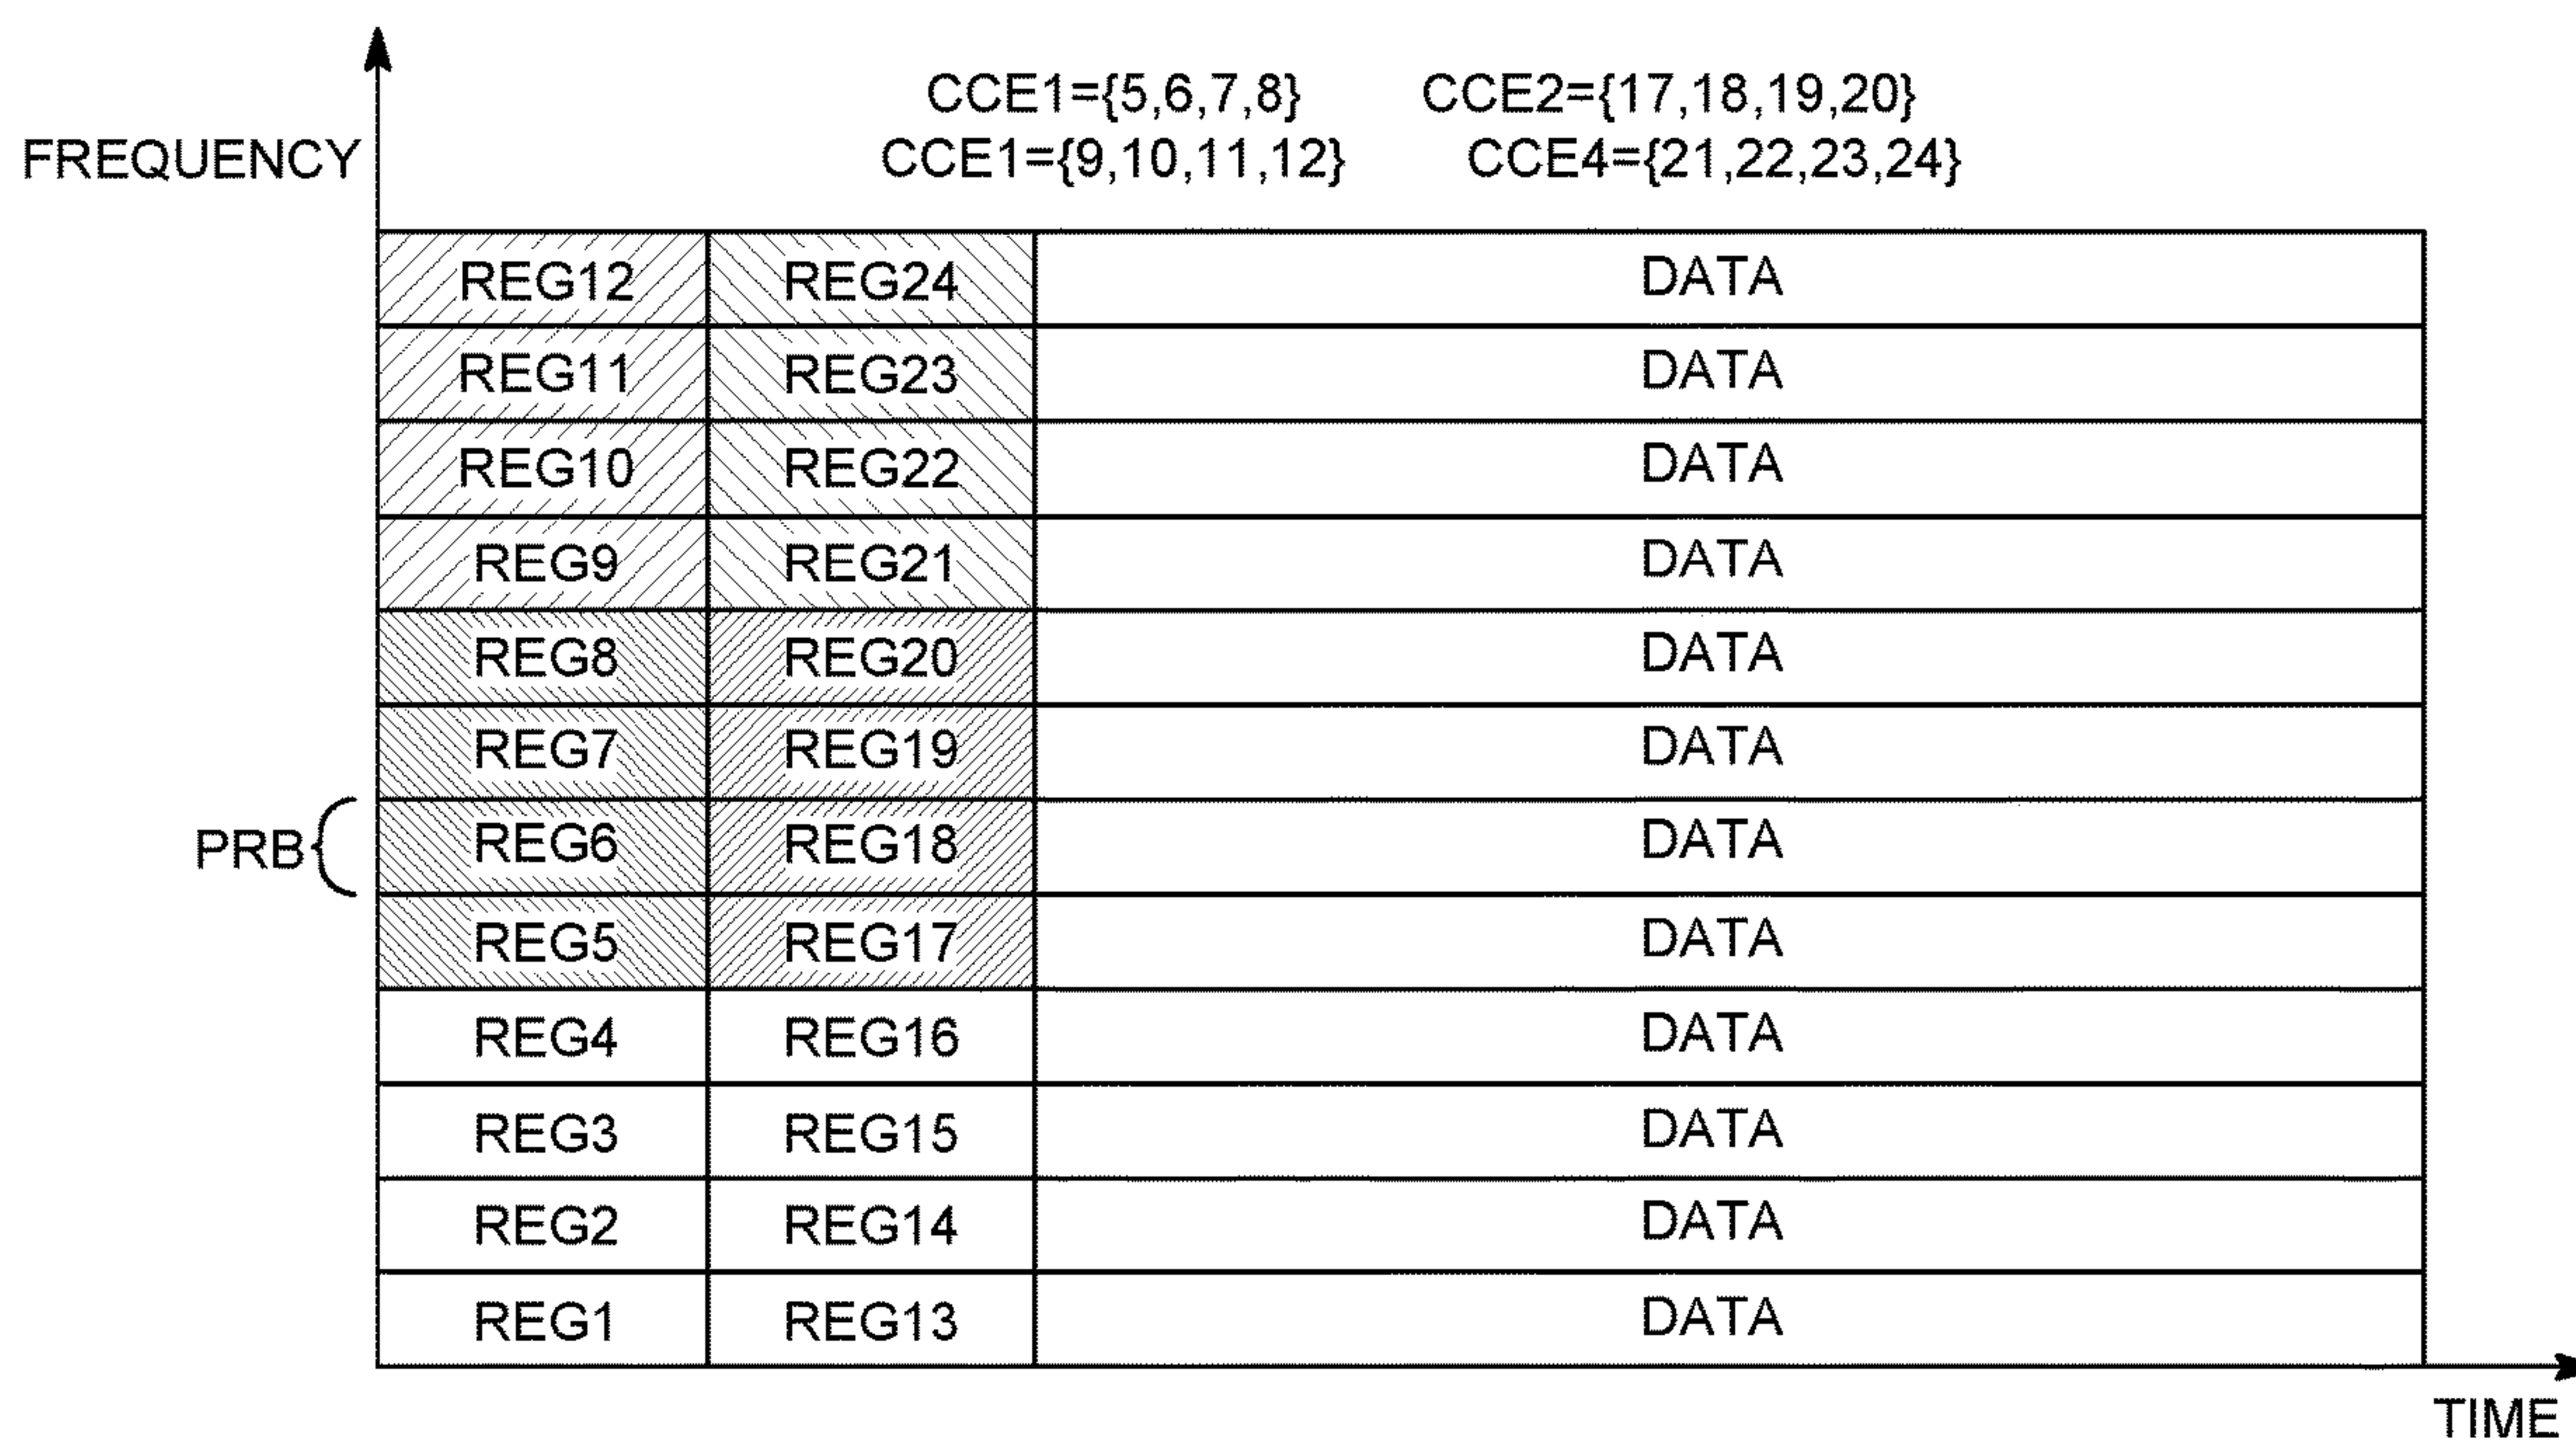 CCE1={5,6,7,8} CCE2={17,18,19,20}
FREQUENCY CCE1={9,10,11,12} CCE4={21,22,23,24}
REG12 REG24 DATA
REG11 REG23 DATA
REG10 REG22 DATA
REG9 REG21 DATA
REG8 REG20 DATA
REG7 REG19 DATA
PRB{ REG6 REG18 DATA
REG5 REG17 DATA
REG4 REG16 DATA
REG3 REG15 DATA
REG2 REG14 DATA
REG1 REG13 DATA
TIME